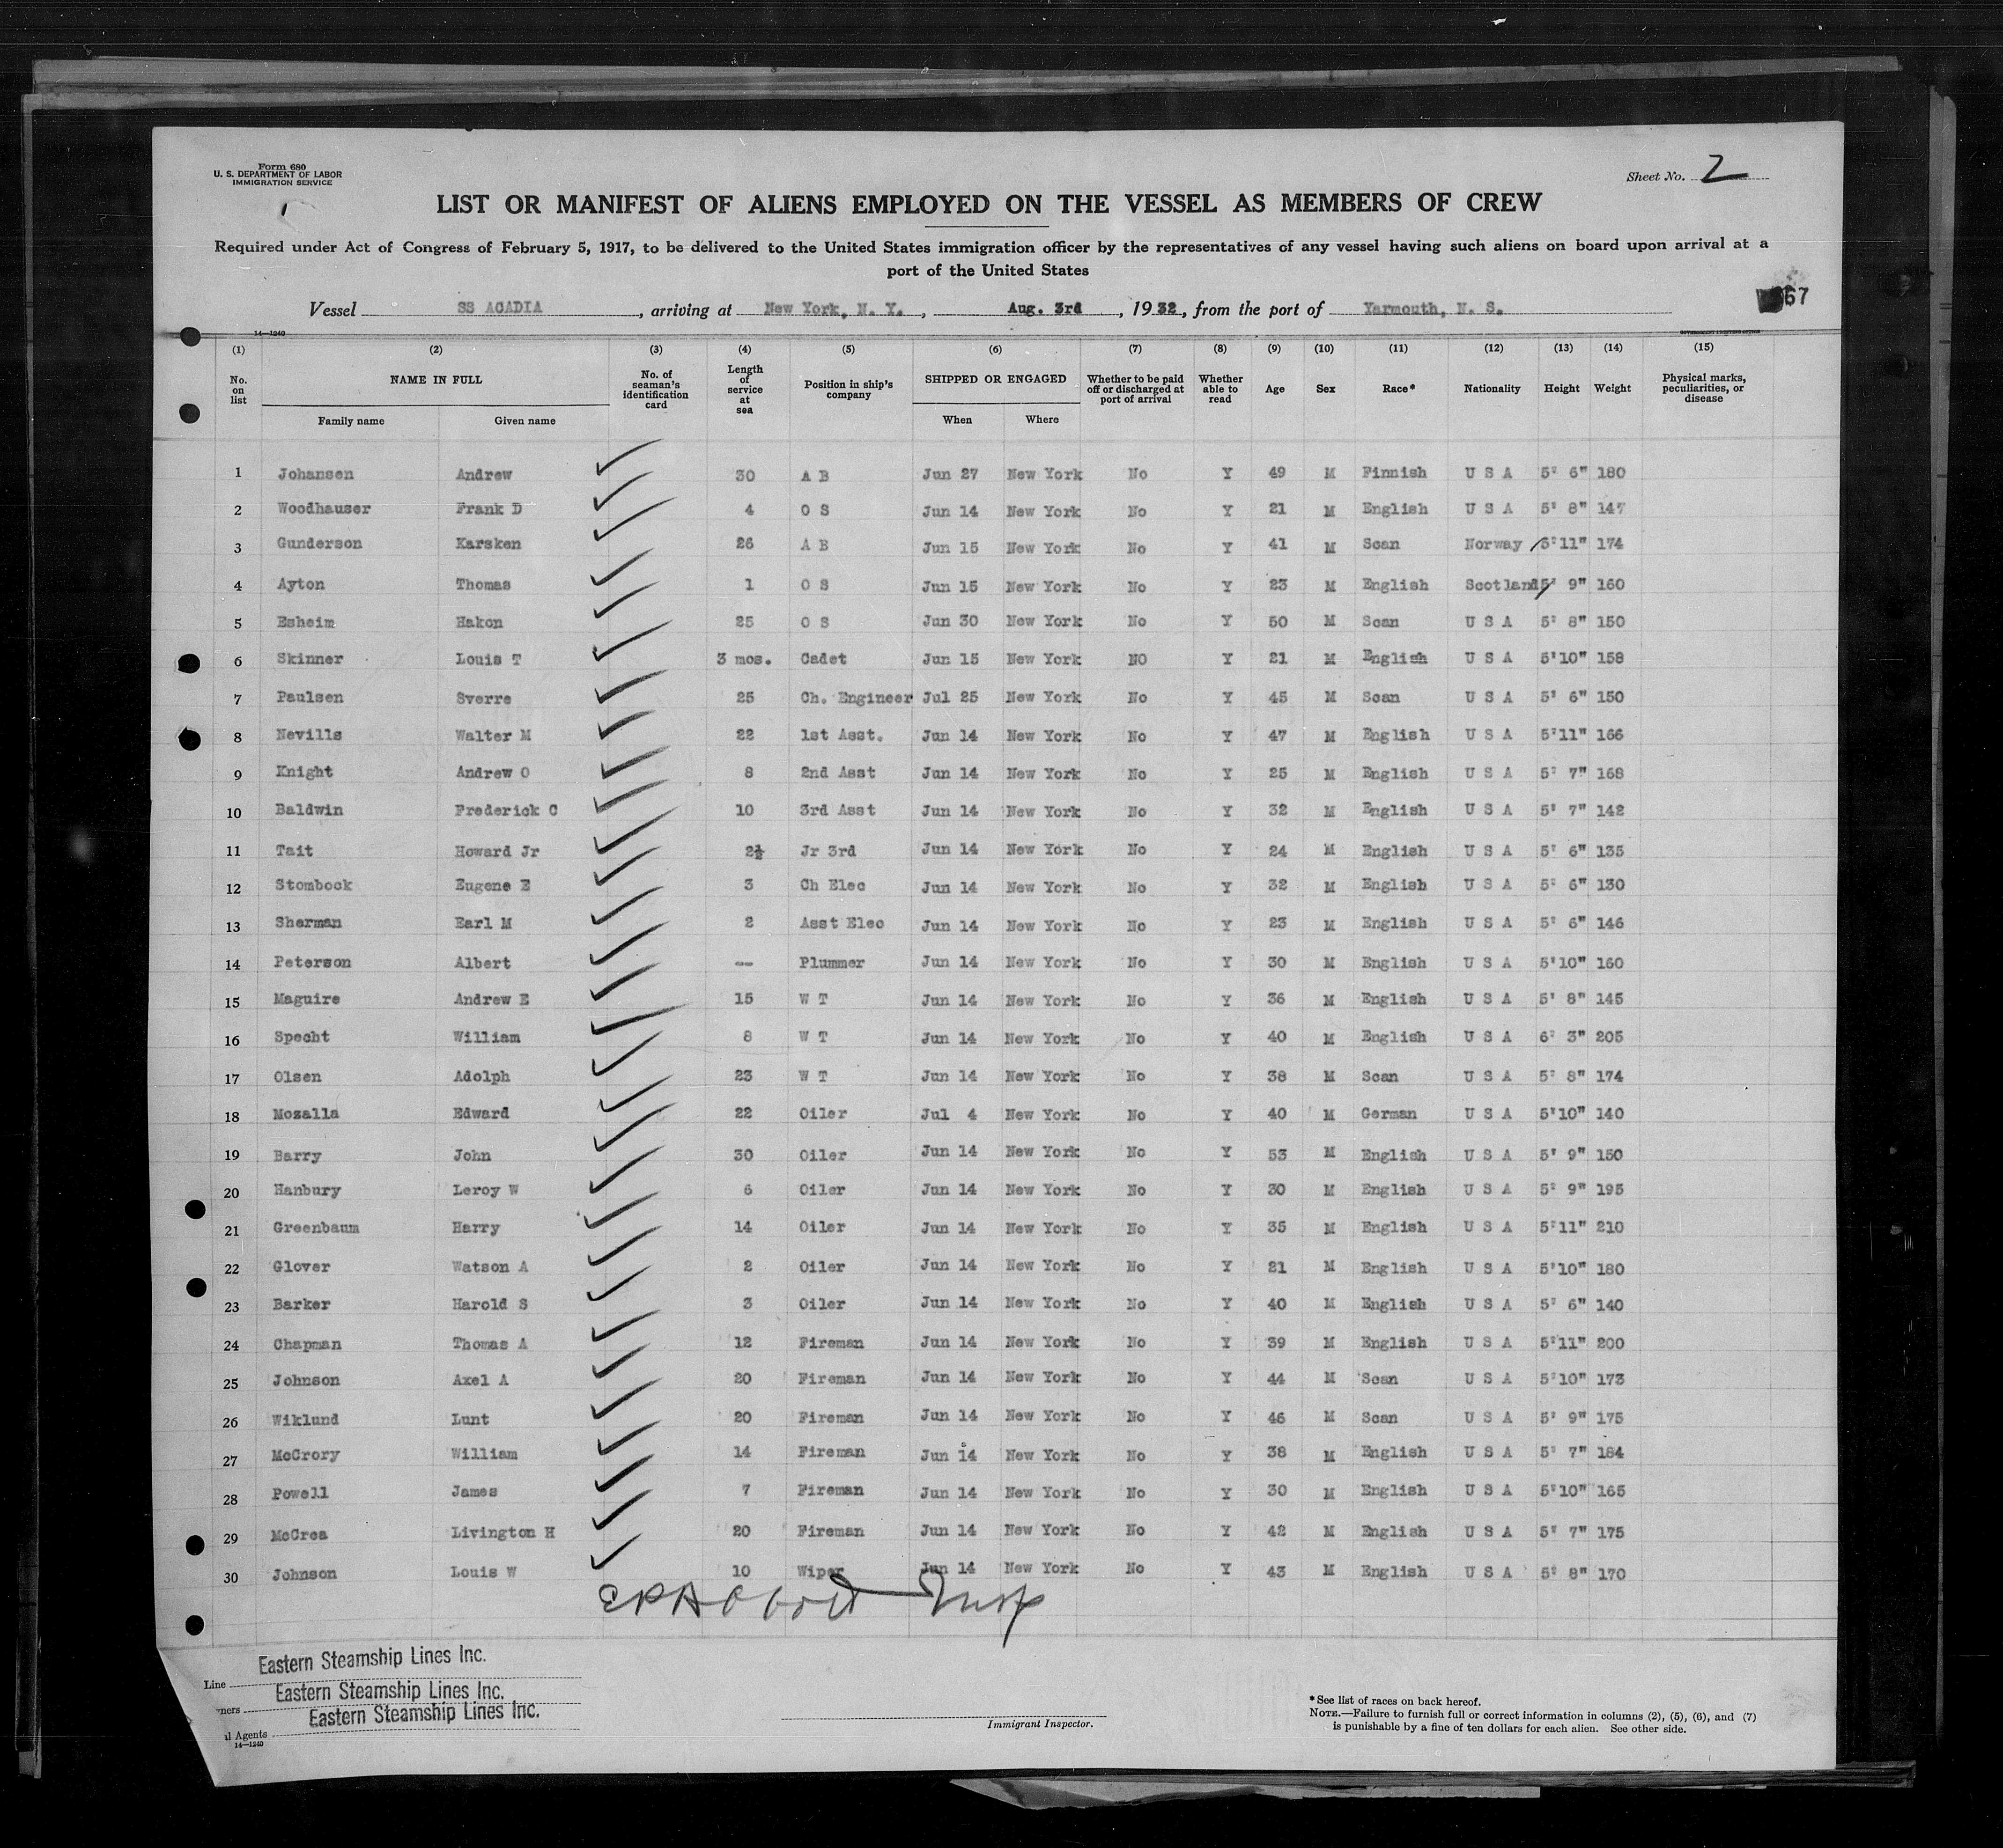 Form 680
U. S. DEPARTMENT OF LABOR
IMMIGRATION SERVICE
Sheet No. 2
LIST OR MANIFEST OF ALIENS EMPLOYED ON THE VESSEL AS MEMBERS OF CREW
Required under Act of Congress of February 5, 1917, to be delivered to the United States immigration officer by the representatives of any vessel having such aliens on board upon arrival at a
port of the United States
67
Vessel SS ACADIA, arriving at New York, N. Y., Aug. 3rd, 1932, from the port of Yarmouth, N. S.
14—1240
GOVERNMENT PRINTING OFFICE
(1) (2) (3) (4) (5) (6) (7) (8) (9) (10) (11) (12) (13) (14) (15)
No. on list NAME IN FULL Family name Given name No. of seaman's identification card Length of service at sea Position in ship's company SHIPPED OR ENGAGED When Where Whether to be paid off or discharged at port of arrival Whether able to read Age Sex Race* Nationality Height Weight Physical marks, peculiarities, or disease
1 Johansen Andrew 30 A B Jun 27 New York No Y 49 M Finnish U S A 5' 6" 180
2 Woodhauser Frank D 4 O S Jun 14 New York No Y 21 M English U S A 5' 8" 147
3 Gunderson Karsken 26 A B Jun 15 New York No Y 41 M Scan Norway 5'11" 174
4 Ayton Thomas 1 O S Jun 15 New York No Y 23 M English Scotland 5' 9" 160
5 Esheim Hakon 25 O S Jun 30 New York No Y 50 M Scan U S A 5' 8" 150
6 Skinner Louis T 3 mos. Cadet Jun 15 New York NO Y 21 M English U S A 5'10" 158
7 Paulsen Sverre 25 Ch. Engineer Jul 25 New York No Y 45 M Scan U S A 5' 6" 150
8 Nevills Walter M 22 1st Asst. Jun 14 New York No Y 47 M English U S A 5'11" 166
9 Knight Andrew O 8 2nd Asst Jun 14 New York No Y 25 M English U S A 5' 7" 168
10 Baldwin Frederick C 10 3rd Asst Jun 14 New York No Y 32 M English U S A 5' 7" 142
11 Tait Howard Jr 2½ Jr 3rd Jun 14 New York No Y 24 M English U S A 5' 6" 135
12 Stombock Eugene E 3 Ch Elec Jun 14 New York No Y 32 M English U S A 5' 6" 130
13 Sherman Earl M 2 Asst Elec Jun 14 New York No Y 23 M English U S A 5' 6" 146
14 Peterson Albert -- Plummer Jun 14 New York No Y 30 M English U S A 5'10" 160
15 Maguire Andrew E 15 W T Jun 14 New York No Y 36 M English U S A 5' 8" 145
16 Specht William 8 W T Jun 14 New York No Y 40 M English U S A 6' 3" 205
17 Olsen Adolph 23 W T Jun 14 New York No Y 38 M Scan U S A 5' 8" 174
18 Mozalla Edward 22 Oiler Jul 4 New York No Y 40 M German U S A 5'10" 140
19 Barry John 30 Oiler Jun 14 New York No Y 53 M English U S A 5' 9" 150
20 Hanbury Leroy W 6 Oiler Jun 14 New York No Y 30 M English U S A 5' 9" 195
21 Greenbaum Harry 14 Oiler Jun 14 New York No Y 35 M English U S A 5'11" 210
22 Glover Watson A 2 Oiler Jun 14 New York No Y 21 M English U S A 5'10" 180
23 Barker Harold S 3 Oiler Jun 14 New York No Y 40 M English U S A 5' 6" 140
24 Chapman Thomas A 12 Fireman Jun 14 New York No Y 39 M English U S A 5'11" 200
25 Johnson Axel A 20 Fireman Jun 14 New York No Y 44 M Scan U S A 5'10" 173
26 Wiklund Lunt 20 Fireman Jun 14 New York No Y 46 M Scan U S A 5' 9" 175
27 McCrory William 14 Fireman Jun 14 New York No Y 38 M English U S A 5' 7" 184
28 Powell James 7 Fireman Jun 14 New York No Y 30 M English U S A 5'10" 165
29 McCrea Livington H 20 Fireman Jun 14 New York No Y 42 M English U S A 5' 7" 175
30 Johnson Louis W 10 Wiper Jun 14 New York No Y 43 M English U S A 5' 8" 170
Insp
Line Eastern Steamship Lines Inc.
ners Eastern Steamship Lines Inc.
l Agents Eastern Steamship Lines Inc.
14—1240
Immigrant Inspector.
*See list of races on back hereof.
NOTE.—Failure to furnish full or correct information in columns (2), (5), (6), and (7)
is punishable by a fine of ten dollars for each alien. See other side.